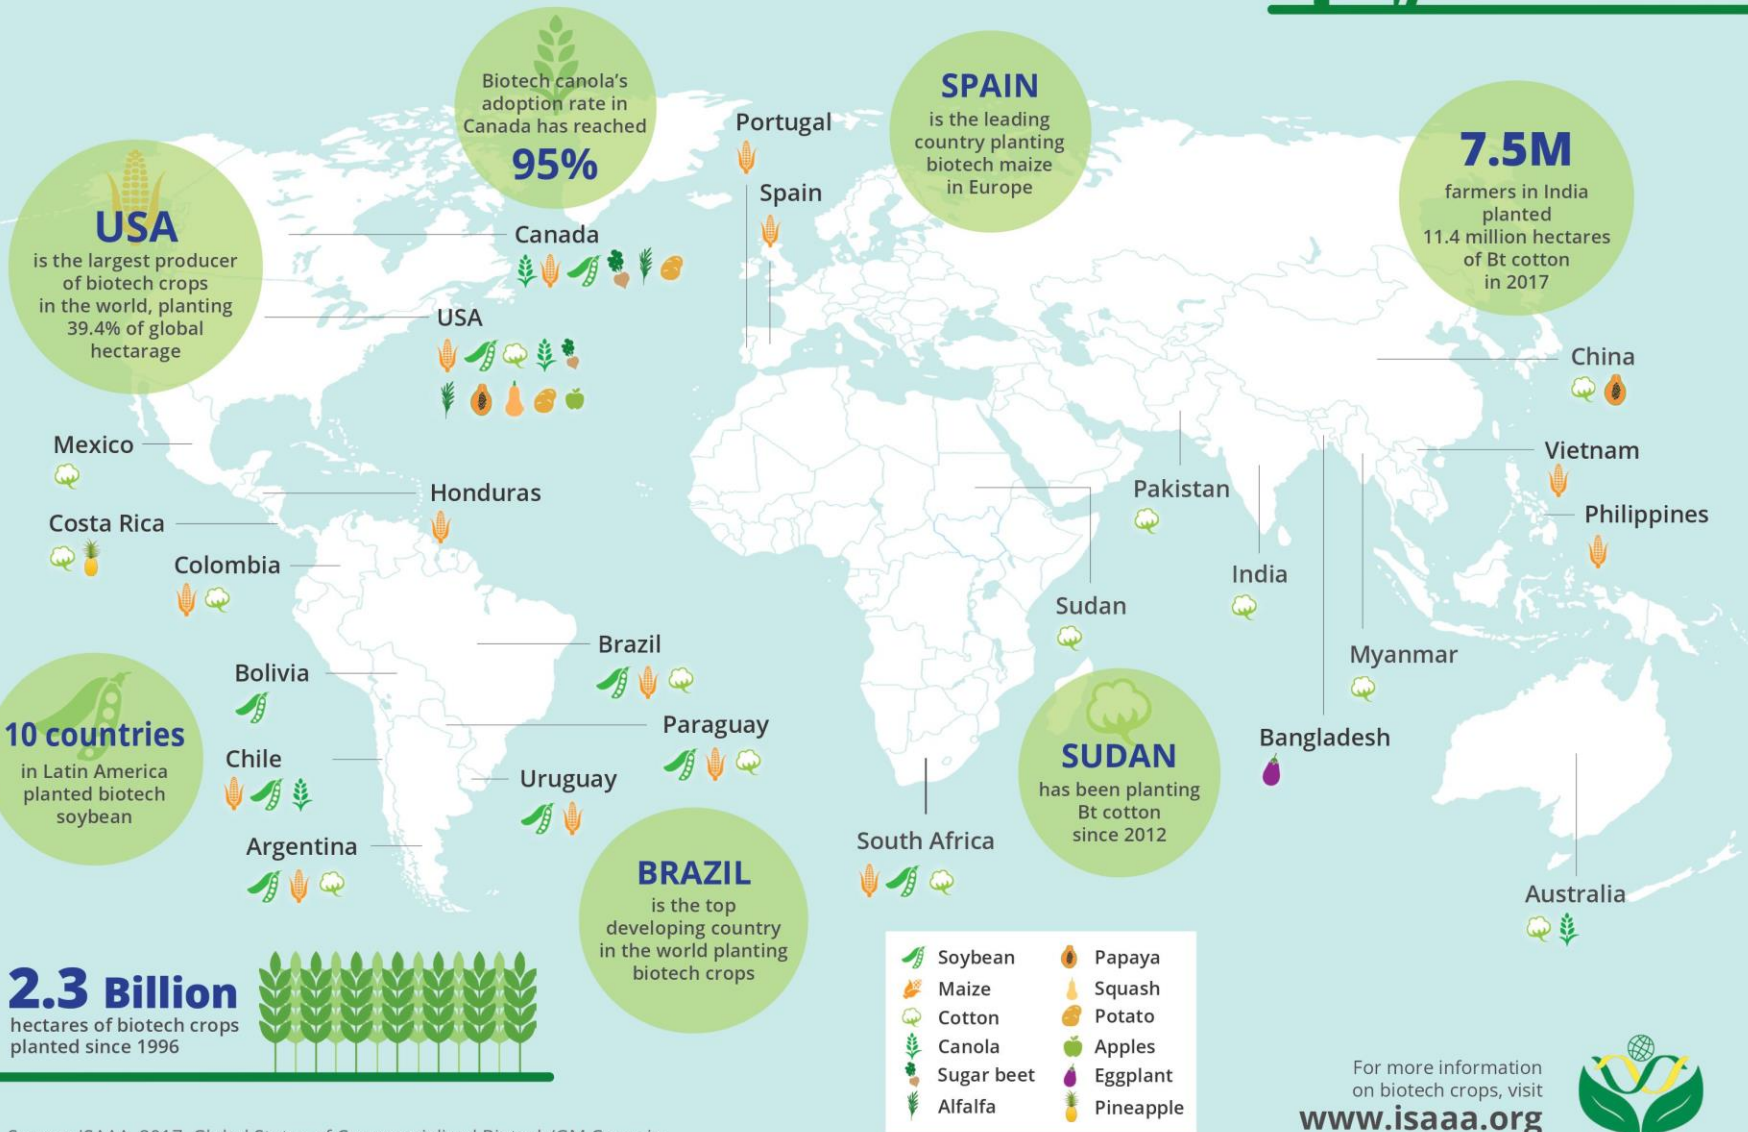 Biotech canola's
adoption rate in
Canada has reached
95%
SPAIN
is the leading
country planting
biotech maize
in Europe
7.5M
farmers in India
planted
11.4 million hectares
of Bt cotton
in 2017
USA
is the largest producer
of biotech crops
in the world, planting
39.4% of global
hectarage
Portugal
Spain
Canada
USA
China
Mexico
Honduras
Vietnam
Pakistan
Costa Rica
Philippines
Colombia
India
Sudan
Brazil
Myanmar
Bolivia
10 countries
in Latin America
planted biotech
soybean
Paraguay
Bangladesh
Chile
Uruguay
SUDAN
has been planting
Bt cotton
since 2012
Argentina
South Africa
BRAZIL
is the top
developing country
in the world planting
biotech crops
Australia
2.3 Billion
hectares of biotech crops
planted since 1996
Soybean
Maize
Cotton
Canola
Sugar beet
Alfalfa
Papaya
Squash
Potato
Apples
Eggplant
Pineapple
For more information
on biotech crops, visit
www.isaaa.org